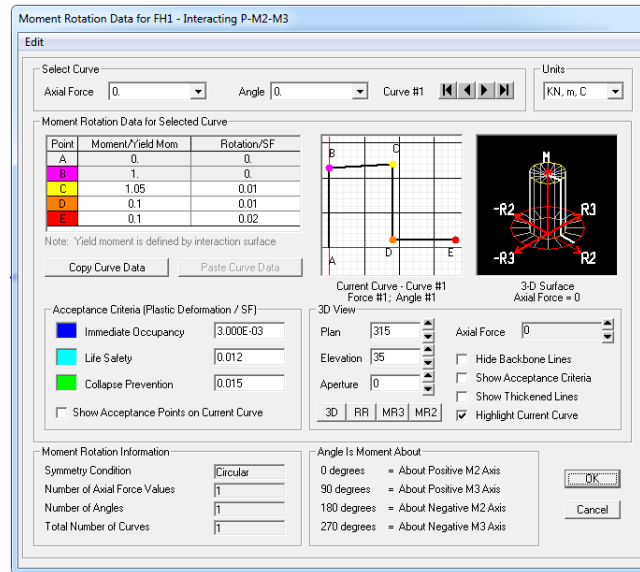 Moment Rotation Data for FH1 - Interacting P-M2-M3
Edit
Select Curve
Axial Force 0. Angle 0. Curve #1
Units
KN, m, C
Moment Rotation Data for Selected Curve
Point Moment/Yield Mom Rotation/SF
A 0. 0.
B 1. 0.
C 1.05 0.01
D 0.1 0.01
E 0.1 0.02
Note: Yield moment is defined by interaction surface
Copy Curve Data Paste Curve Data
B
C
A
D
E
Current Curve - Curve #1
Force #1; Angle #1
M
-R2
R3
-R3
R2
3-D Surface
Axial Force = 0
Acceptance Criteria (Plastic Deformation / SF)
Immediate Occupancy 3.000E-03
Life Safety 0.012
Collapse Prevention 0.015
Show Acceptance Points on Current Curve
3D View
Plan 315
Elevation 35
Aperture 0
3D RR MR3 MR2
Axial Force 0
Hide Backbone Lines
Show Acceptance Criteria
Show Thickened Lines
Highlight Current Curve
Moment Rotation Information
Symmetry Condition Circular
Number of Axial Force Values 1
Number of Angles 1
Total Number of Curves 1
Angle Is Moment About
0 degrees = About Positive M2 Axis
90 degrees = About Positive M3 Axis
180 degrees = About Negative M2 Axis
270 degrees = About Negative M3 Axis
OK
Cancel